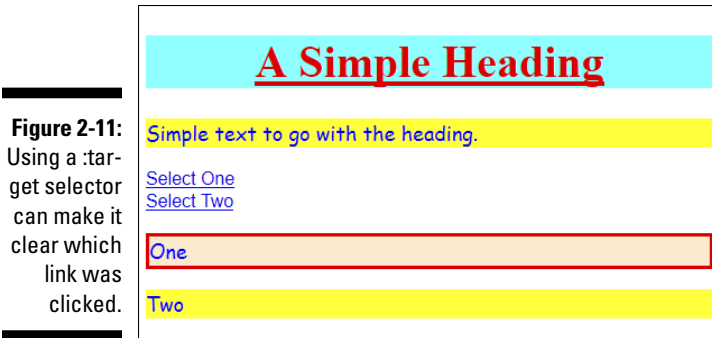 Figure 2-11:
Using a :tar-
get selector
can make it
clear which
link was
clicked.
A Simple Heading
Simple text to go with the heading.
Select One
Select Two
One
Two